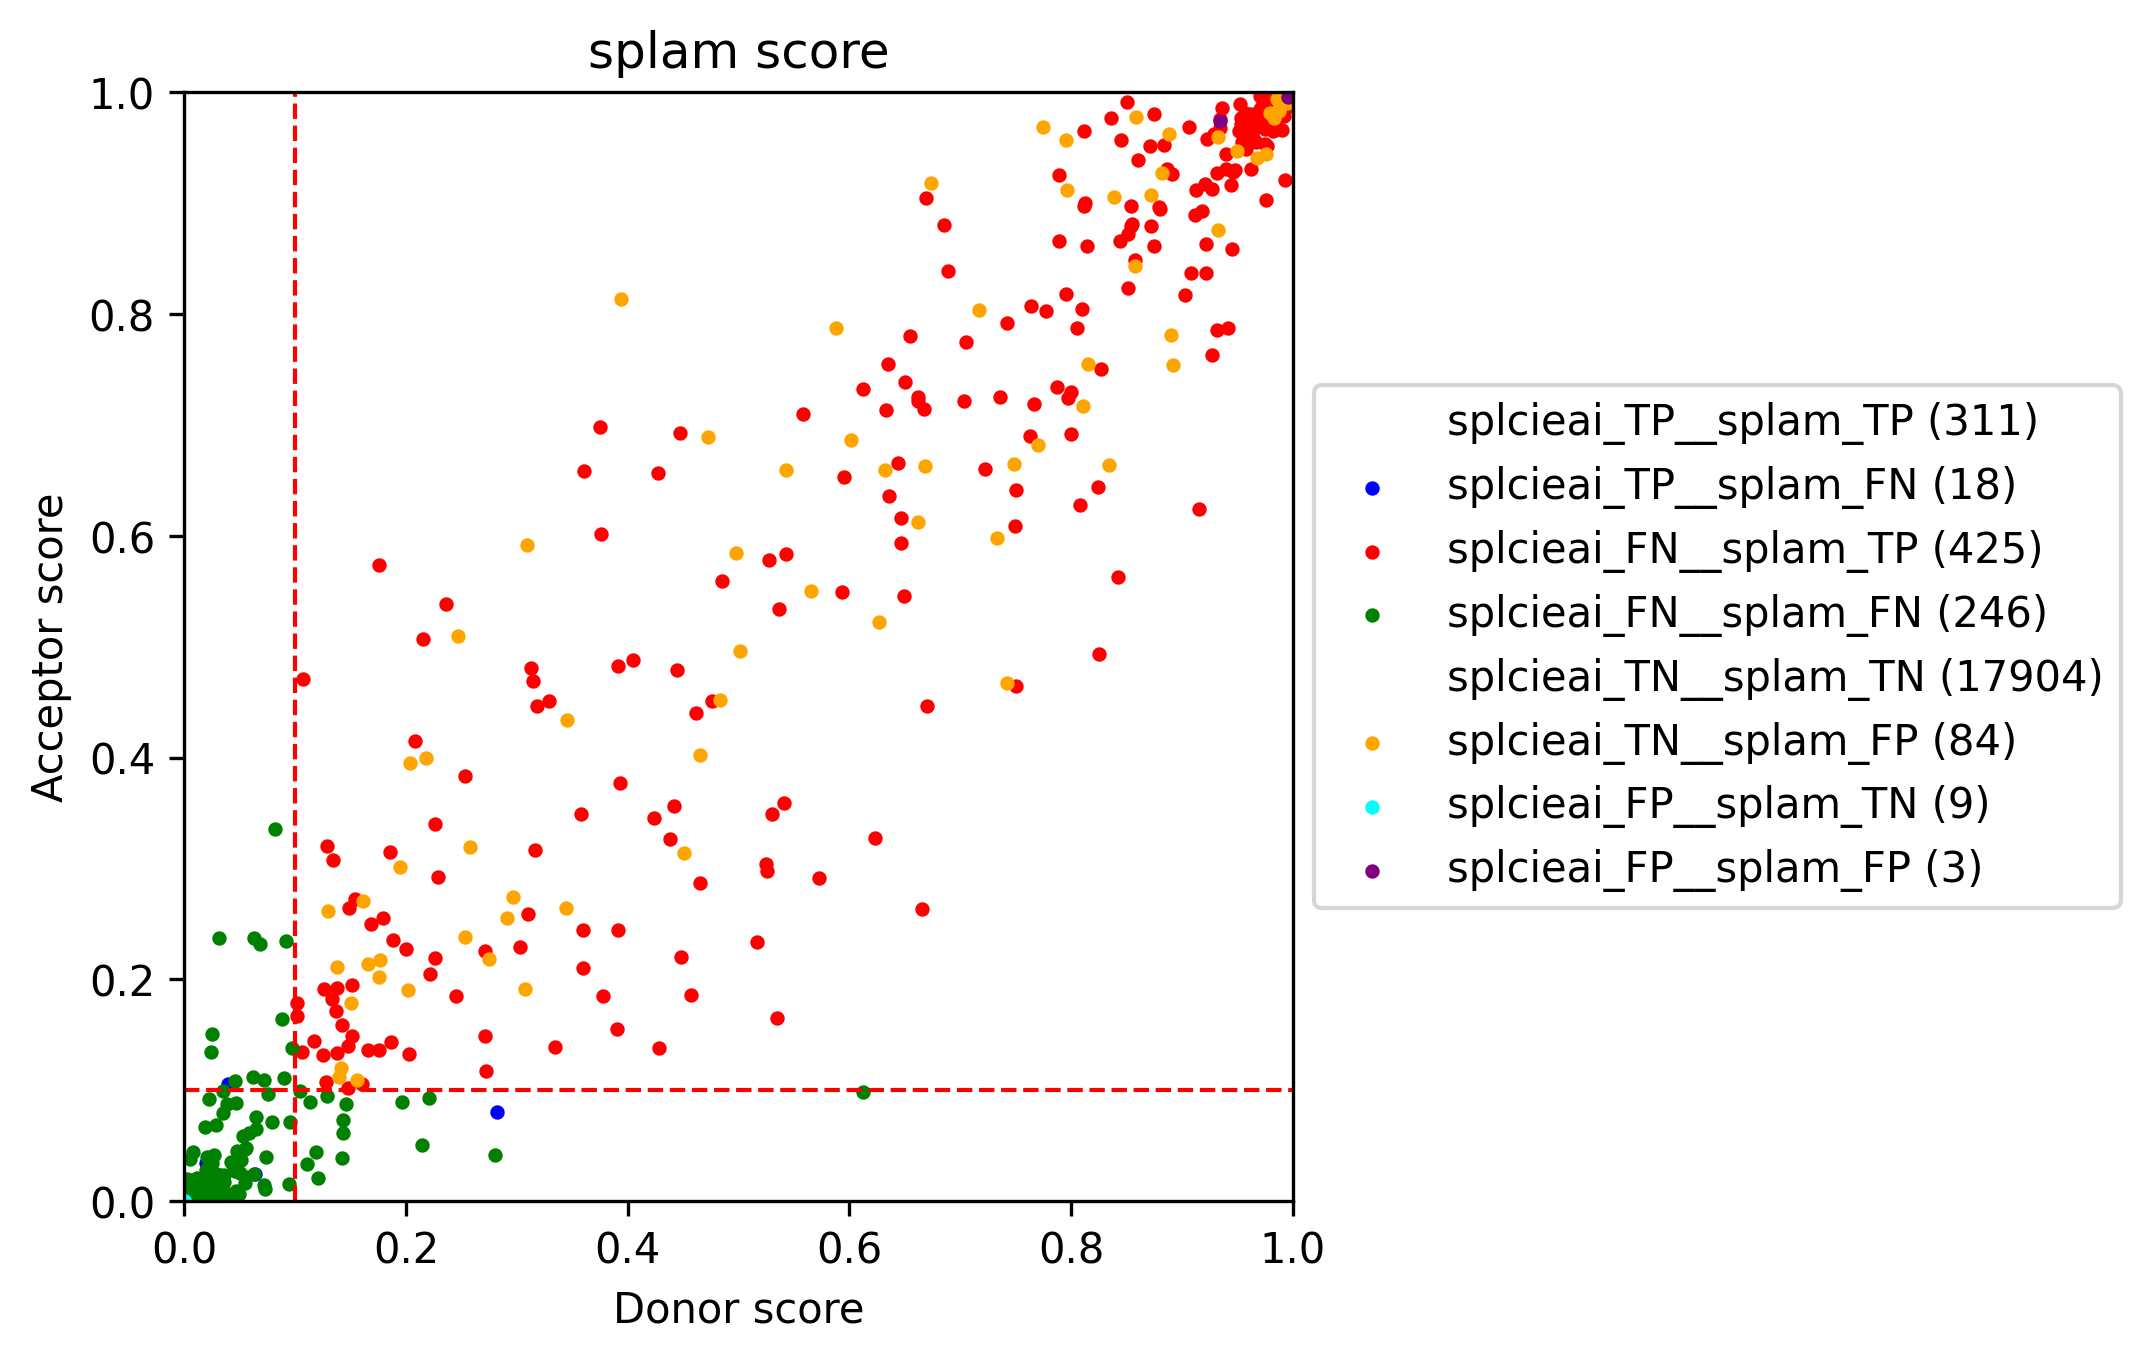 splam score
1.0
0.8
0.6
0.4
0.2
0.0
Acceptor score
0.0 0.2 0.4 0.6 0.8 1.0
Donor score
splcieai_TP__splam_TP (311)
splcieai_TP__splam_FN (18)
splcieai_FN__splam_TP (425)
splcieai_FN__splam_FN (246)
splcieai_TN__splam_TN (17904)
splcieai_TN__splam_FP (84)
splcieai_FP__splam_TN (9)
splcieai_FP__splam_FP (3)